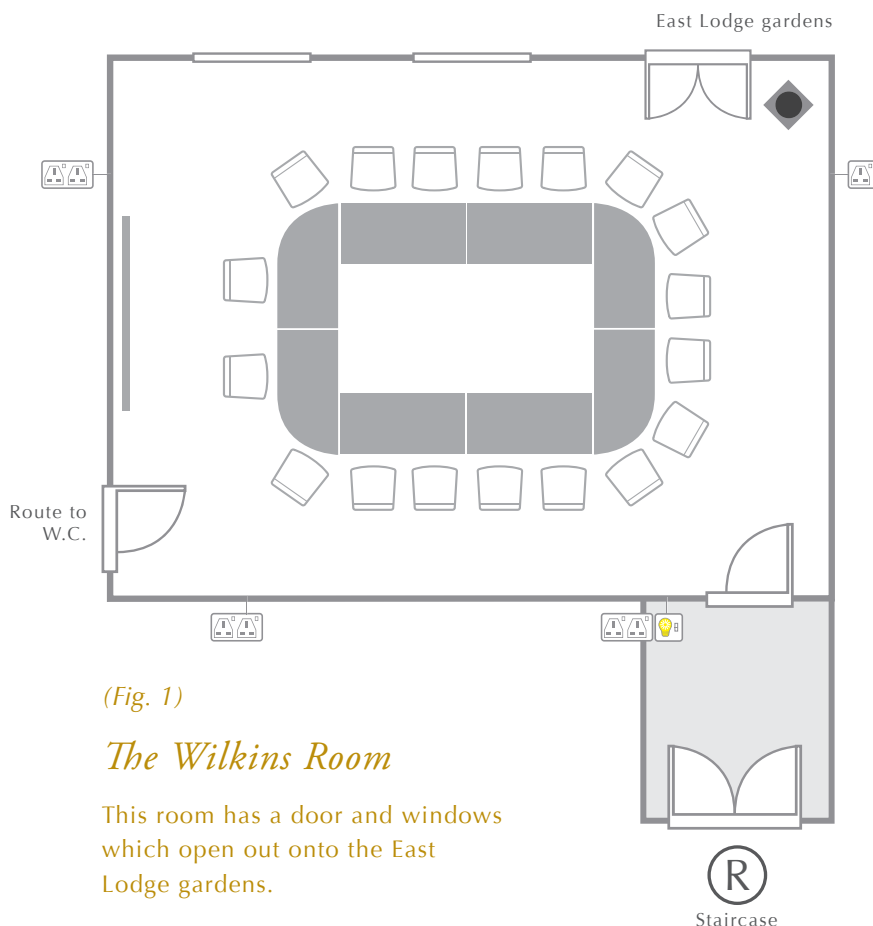 East Lodge gardens
Route to
W.C.
(Fig. 1)
The Wilkins Room
This room has a door and windows
which open out onto the East
Lodge gardens.
R
Staircase